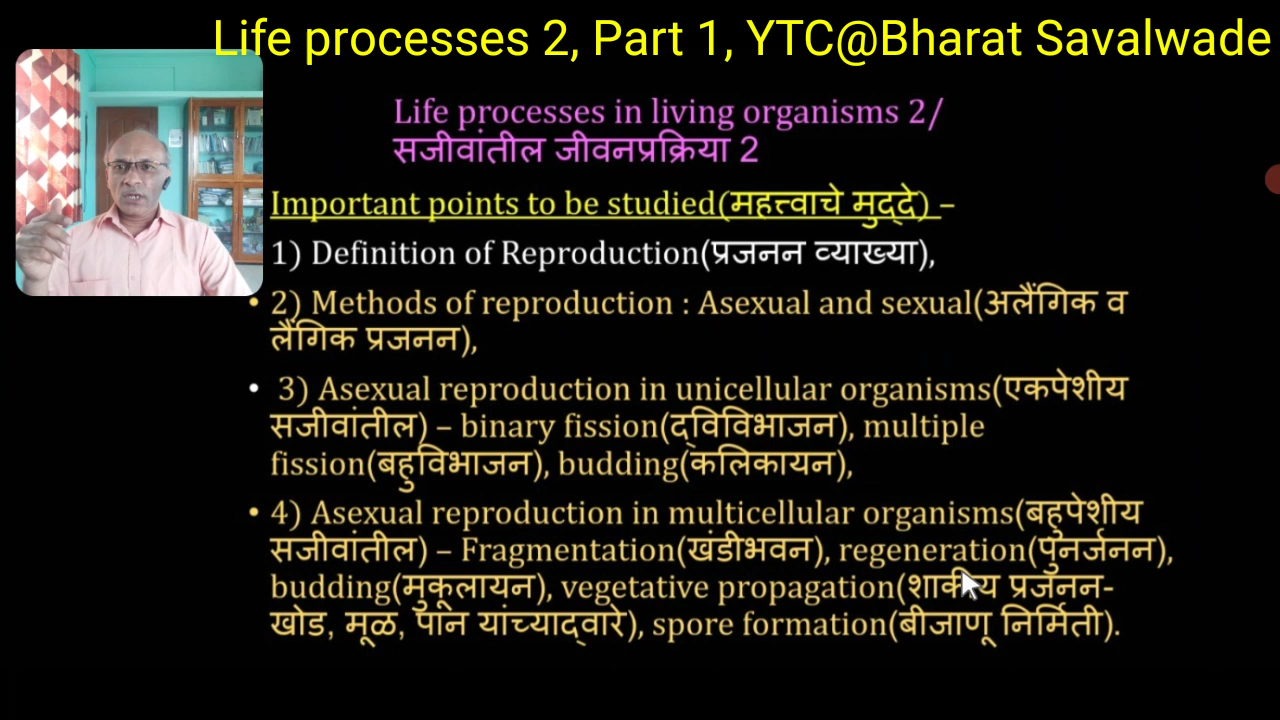 Life processes 2, Part 1, YTC@Bharat Savalwade
Life processes in living organisms 2/
सजीवांतील जीवनप्रक्रिया 2
Important points to be studied(महत्त्वाचे मुद्दे) –
1) Definition of Reproduction(प्रजनन व्याख्या),
• 2) Methods of reproduction : Asexual and sexual(अलैंगिक व
लैंगिक प्रजनन),
• 3) Asexual reproduction in unicellular organisms(एकपेशीय
सजीवांतील) – binary fission(द्विविभाजन), multiple
fission(बहुविभाजन), budding(कलिकायन),
• 4) Asexual reproduction in multicellular organisms(बहुपेशीय
सजीवांतील) – Fragmentation(खंडीभवन), regeneration(पुनर्जनन),
budding(मुकूलायन), vegetative propagation(शाकीय प्रजनन-
खोड, मूळ, पान यांच्याद्वारे), spore formation(बीजाणू निर्मिती).